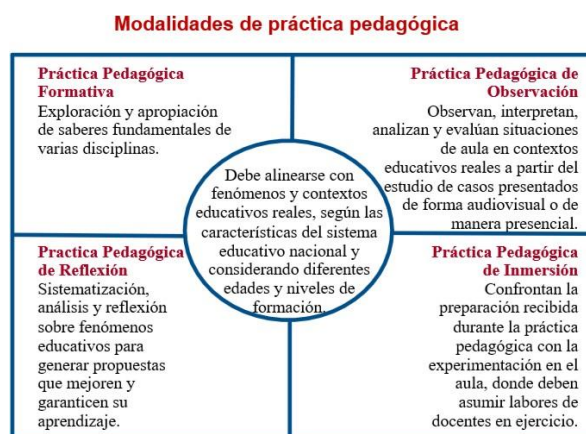 Modalidades de práctica pedagógica
Práctica Pedagógica
Formativa
Exploración y apropiación
de saberes fundamentales de
varias disciplinas.
Práctica Pedagógica de
Observación
Observan, interpretan,
analizan y evalúan situaciones
de aula en contextos
educativos reales a partir del
estudio de casos presentados
de forma audiovisual o de
manera presencial.
Debe alinearse con
fenómenos y contextos
educativos reales, según las
características del sistema
educativo nacional y
considerando diferentes
edades y niveles de
formación.
Practica Pedagógica
de Reflexión
Sistematización,
análisis y reflexión
sobre fenómenos
educativos para
generar propuestas
que mejoren y
garanticen su
aprendizaje.
Práctica Pedagógica
de Inmersión
Confrontan la
preparación recibida
durante la práctica
pedagógica con la
experimentación en el
aula, donde deben
asumir labores de
docentes en ejercicio.